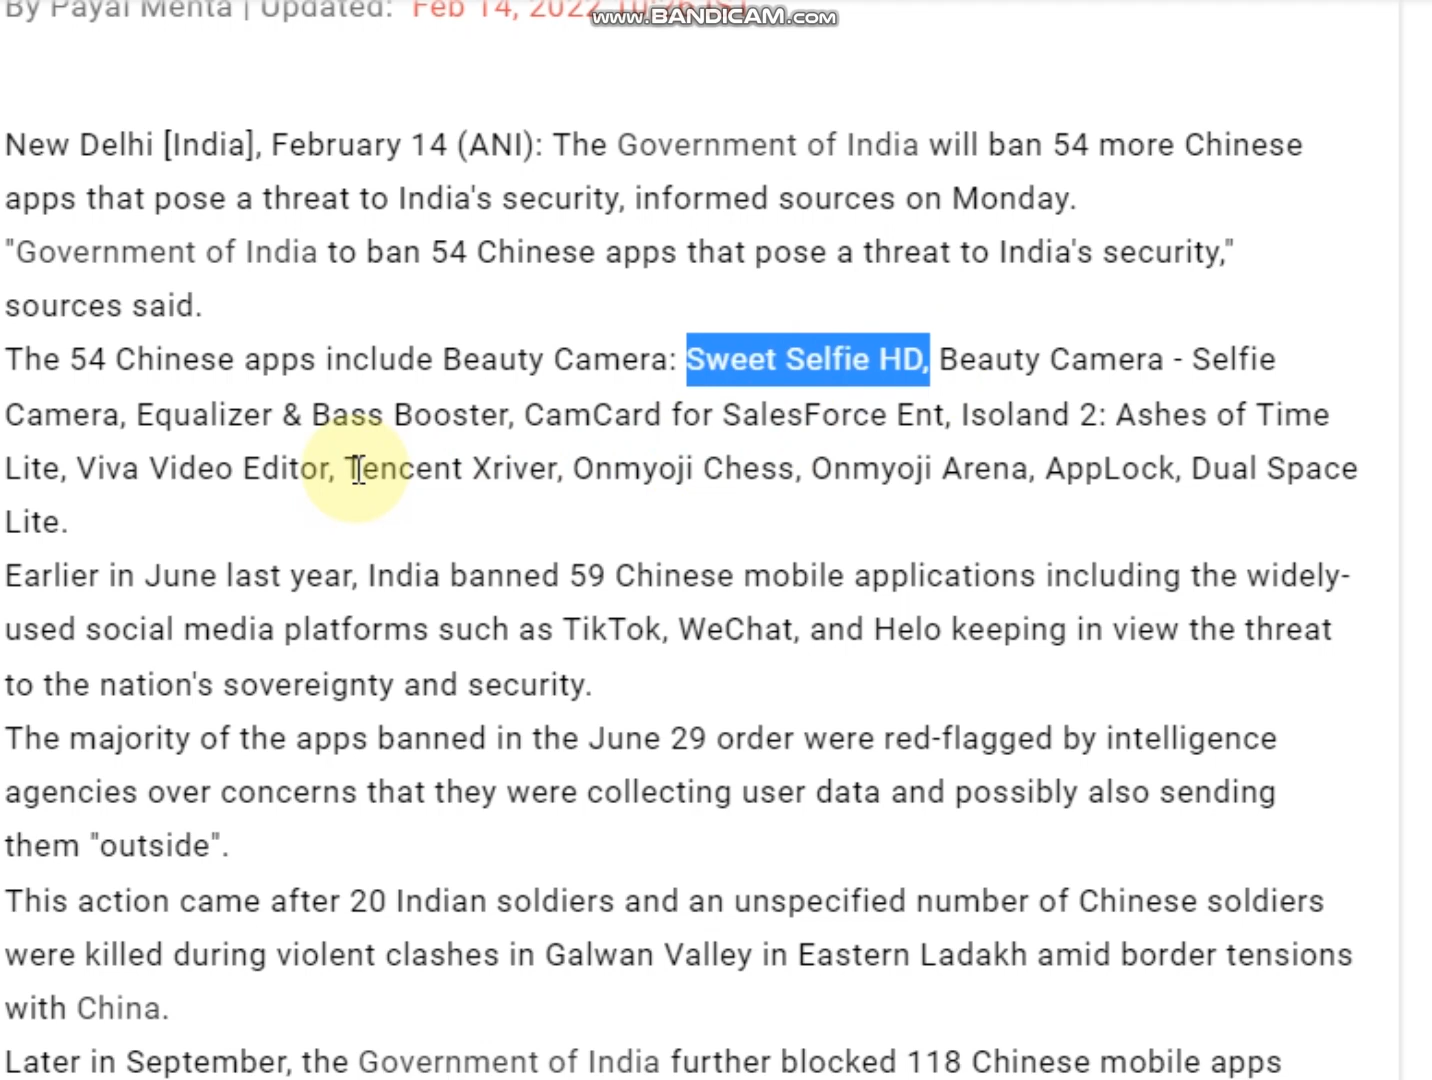 By Payal Menta | Updated: Feb 14, 2022
www.BANDICAM.com
New Delhi [India], February 14 (ANI): The Government of India will ban 54 more Chinese
apps that pose a threat to India's security, informed sources on Monday.
"Government of India to ban 54 Chinese apps that pose a threat to India's security,"
sources said.
The 54 Chinese apps include Beauty Camera: Sweet Selfie HD, Beauty Camera - Selfie
Camera, Equalizer & Bass Booster, CamCard for SalesForce Ent, Isoland 2: Ashes of Time
Lite, Viva Video Editor, Tencent Xriver, Onmyoji Chess, Onmyoji Arena, AppLock, Dual Space
Lite.
Earlier in June last year, India banned 59 Chinese mobile applications including the widely-
used social media platforms such as TikTok, WeChat, and Helo keeping in view the threat
to the nation's sovereignty and security.
The majority of the apps banned in the June 29 order were red-flagged by intelligence
agencies over concerns that they were collecting user data and possibly also sending
them "outside".
This action came after 20 Indian soldiers and an unspecified number of Chinese soldiers
were killed during violent clashes in Galwan Valley in Eastern Ladakh amid border tensions
with China.
Later in September, the Government of India further blocked 118 Chinese mobile apps